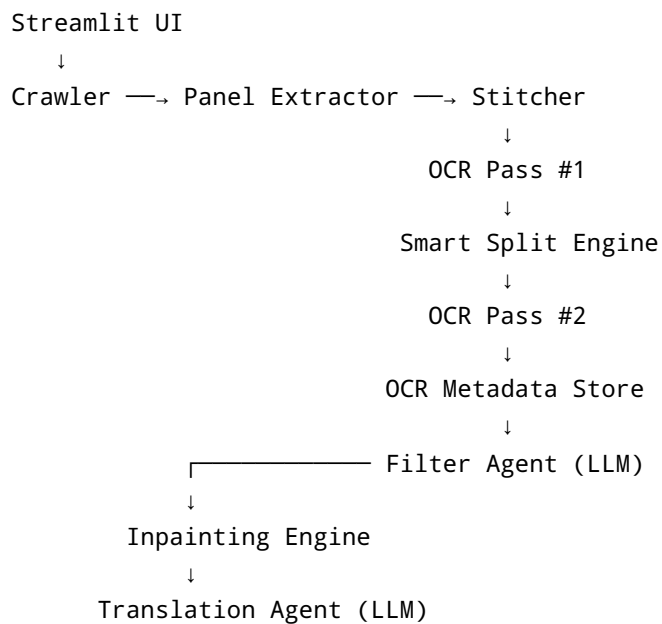 Streamlit UI
↓
Crawler ──→ Panel Extractor ──→ Stitcher
↓
OCR Pass #1
↓
Smart Split Engine
↓
OCR Pass #2
↓
OCR Metadata Store
↓
┌──────────── Filter Agent (LLM)
↓
Inpainting Engine
↓
Translation Agent (LLM)